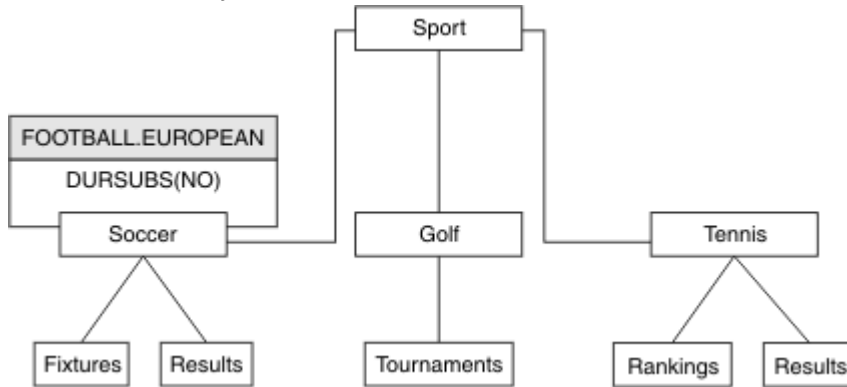 Sport
FOOTBALL.EUROPEAN
DURSUBS(NO)
Soccer
Golf
Tennis
Fixtures
Results
Tournaments
Rankings
Results